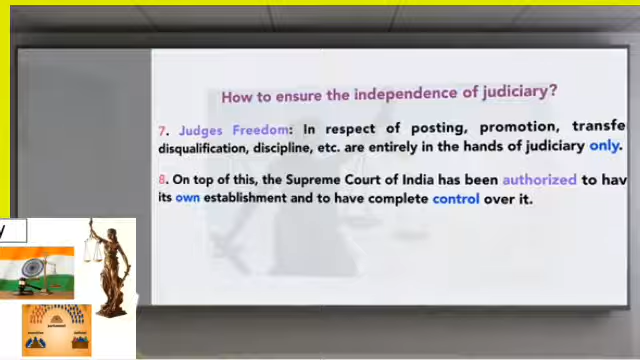 How to ensure the independence of judiciary?
7. Judges Freedom: In respect of posting, promotion, transfe
disqualification, discipline, etc. are entirely in the hands of judiciary only.
8. On top of this, the Supreme Court of India has been authorized to hav
its own establishment and to have complete control over it.
y